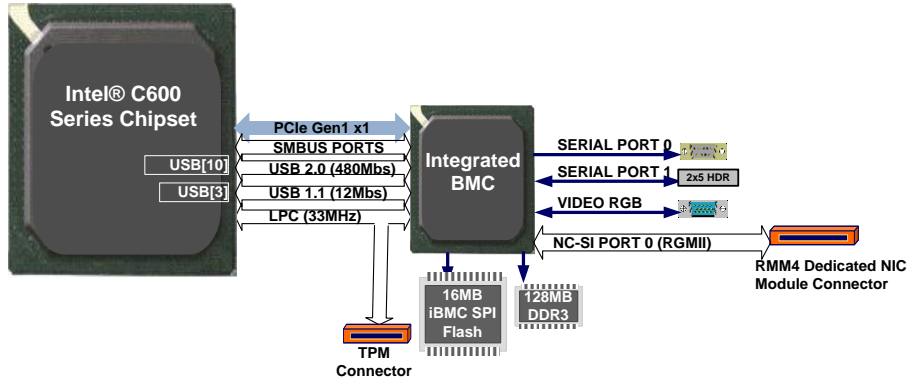 Intel® C600
Series Chipset
USB[10]
USB[3]
PCIe Gen1 x1
SMBUS PORTS
USB 2.0 (480Mbs)
USB 1.1 (12Mbs)
LPC (33MHz)
Integrated
BMC
SERIAL PORT 0
SERIAL PORT 1
2x5 HDR
VIDEO RGB
NC-SI PORT 0 (RGMII)
RMM4 Dedicated NIC
Module Connector
16MB
iBMC SPI
Flash
128MB
DDR3
TPM
Connector